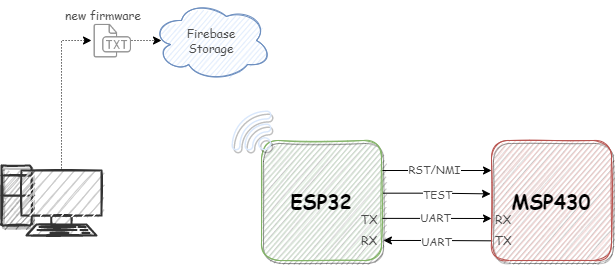 new firmware
TXT
Firebase
Storage
ESP32
RST/NMI
TEST
TX
UART
RX
RX
UART
TX
MSP430